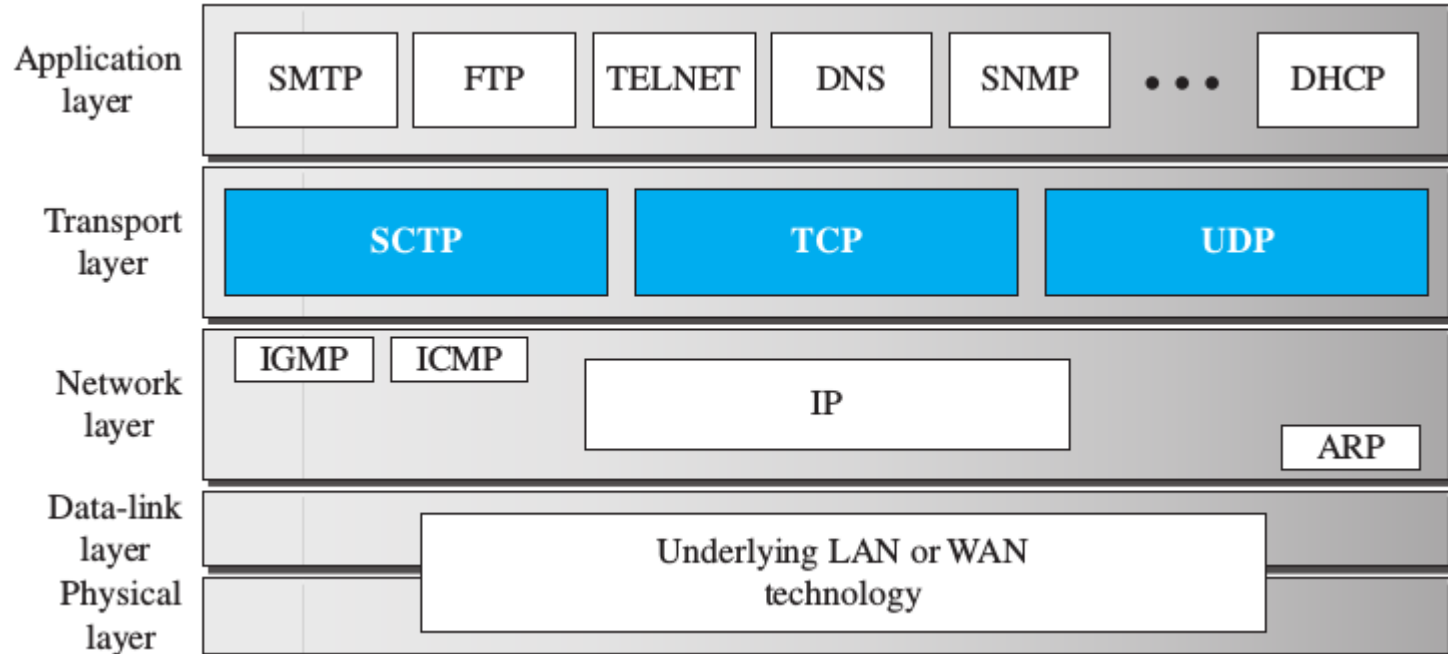 Application
layer
SMTP
FTP
TELNET
DNS
SNMP
• • •
DHCP
Transport
layer
SCTP
TCP
UDP
Network
layer
IGMP
ICMP
IP
ARP
Data-link
layer
Physical
layer
Underlying LAN or WAN
technology